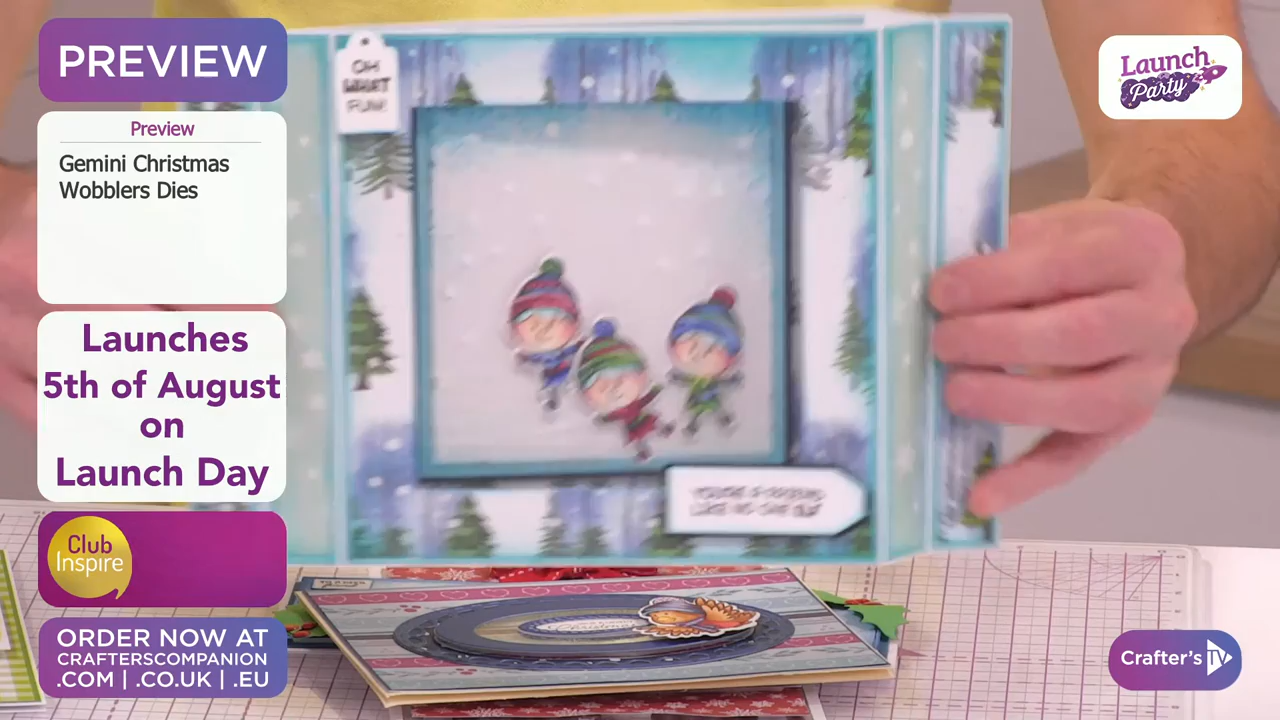 PREVIEW
Preview
Gemini Christmas
Wobblers Dies
Launches
5th of August
on
Launch Day
Club
Inspire
ORDER NOW AT
CRAFTERSCOMPANION
.COM | .CO.UK | .EU
OH
WHAT
FUN!
Launch
Party
Crafter's TV